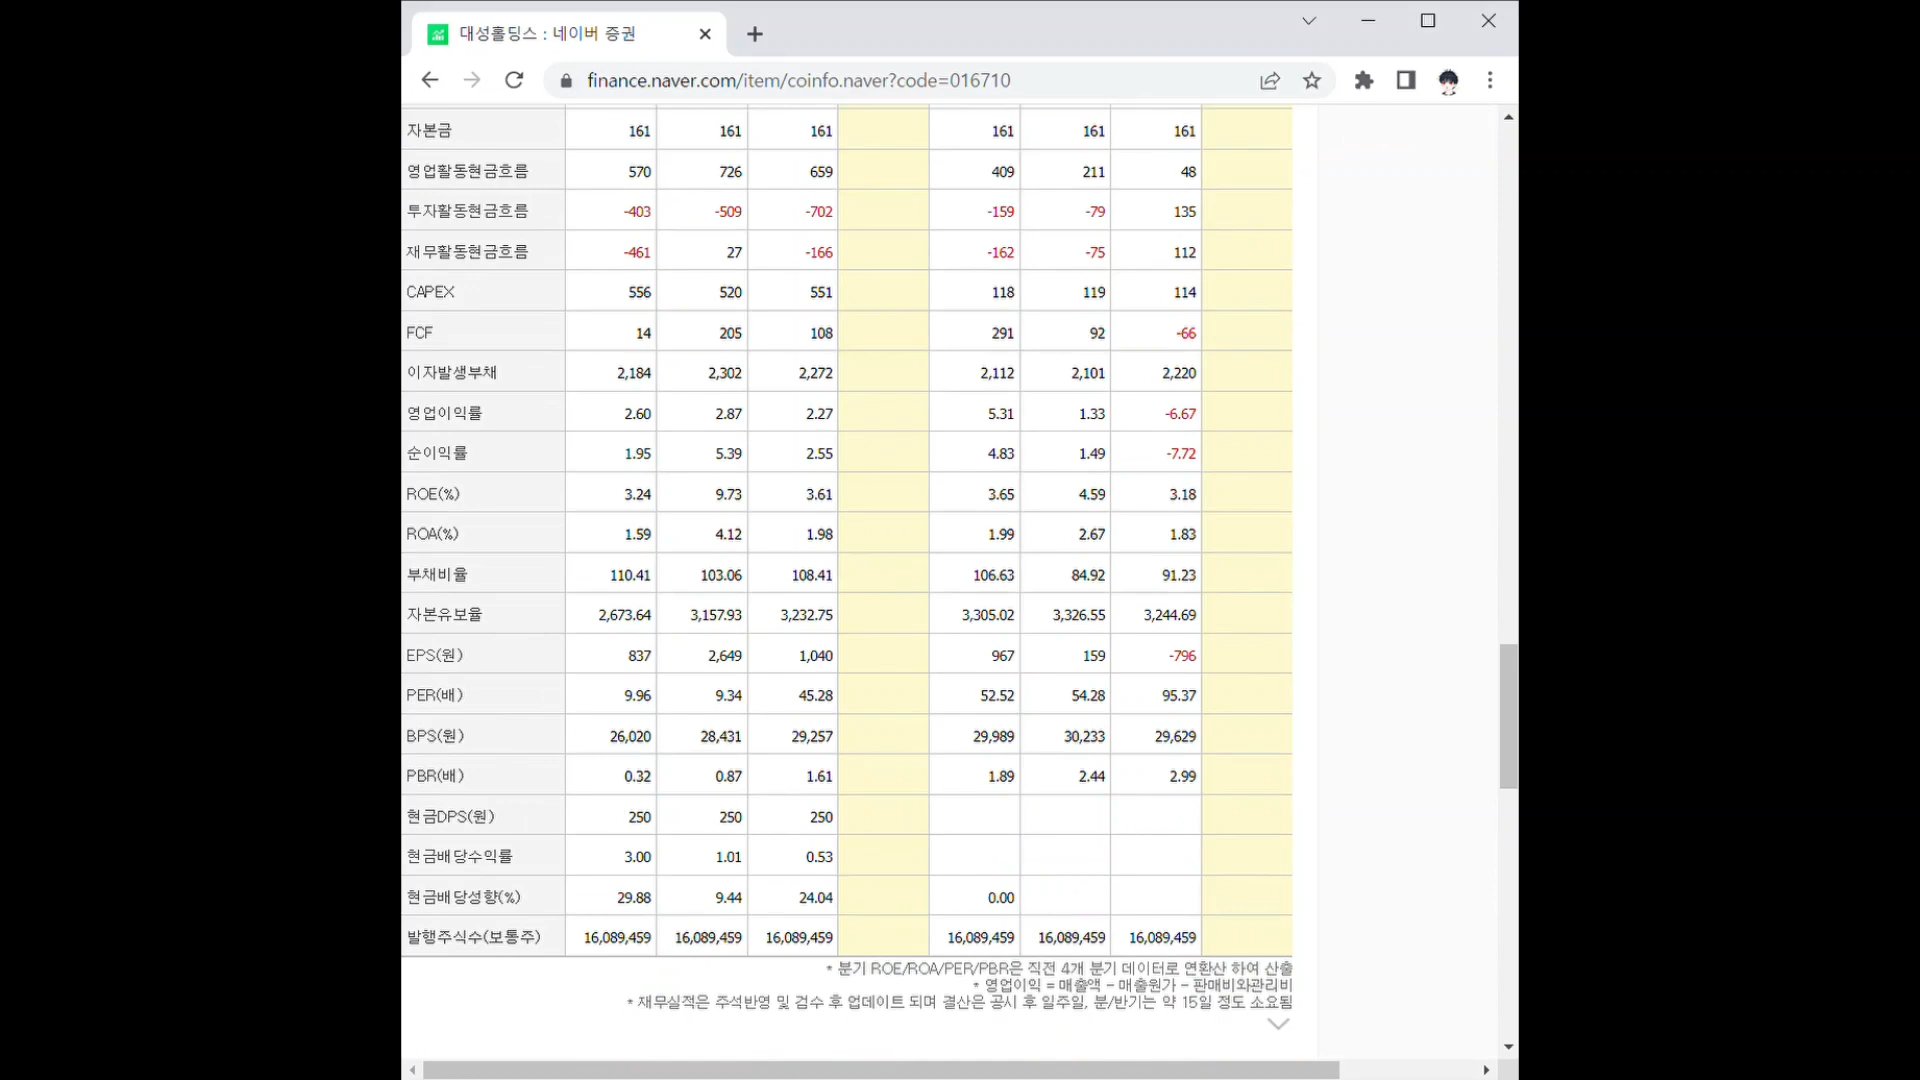 대성홀딩스 : 네이버 증권
finance.naver.com/item/coinfo.naver?code=016710
자본금 161 161 161 161 161 161
영업활동현금흐름 570 726 659 409 211 48
투자활동현금흐름 -403 -509 -702 -159 -79 135
재무활동현금흐름 -461 27 -166 -162 -75 112
CAPEX 556 520 551 118 119 114
FCF 14 205 108 291 92 -66
이자발생부채 2,184 2,302 2,272 2,112 2,101 2,220
영업이익률 2.60 2.87 2.27 5.31 1.33 -6.67
순이익률 1.95 5.39 2.55 4.83 1.49 -7.72
ROE(%) 3.24 9.73 3.61 3.65 4.59 3.18
ROA(%) 1.59 4.12 1.98 1.99 2.67 1.83
부채비율 110.41 103.06 108.41 106.63 84.92 91.23
자본유보율 2,673.64 3,157.93 3,232.75 3,305.02 3,326.55 3,244.69
EPS(원) 837 2,649 1,040 967 159 -796
PER(배) 9.96 9.34 45.28 52.52 54.28 95.37
BPS(원) 26,020 28,431 29,257 29,989 30,233 29,629
PBR(배) 0.32 0.87 1.61 1.89 2.44 2.99
현금DPS(원) 250 250 250
현금배당수익률 3.00 1.01 0.53
현금배당성향(%) 29.88 9.44 24.04 0.00
발행주식수(보통주) 16,089,459 16,089,459 16,089,459 16,089,459 16,089,459 16,089,459
* 분기 ROE/ROA/PER/PBR은 직전 4개 분기 데이터로 연환산 하여 산출
* 영업이익 = 매출액 - 매출원가 - 판매비와관리비
* 재무실적은 주석반영 및 검수 후 업데이트 되며 결산은 공시 후 일주일, 분/반기는 약 15일 정도 소요됨